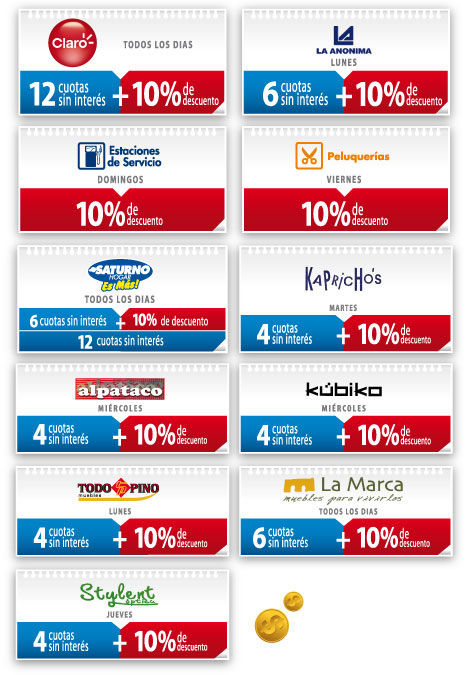 Claro
TODOS LOS DIAS
12 cuotas sin interés + 10% de descuento
LA ANONIMA
LUNES
6 cuotas sin interés + 10% de descuento
Estaciones
de Servicio
DOMINGOS
10% de descuento
Peluquerías
VIERNES
10% de descuento
SATURNO
HOGAR
Es Más!
TODOS LOS DIAS
6 cuotas sin interés + 10% de descuento
12 cuotas sin interés
KAPRICHO'S
MARTES
4 cuotas sin interés + 10% de descuento
alpataco
MIÉRCOLES
4 cuotas sin interés + 10% de descuento
kúbiko
MIÉRCOLES
4 cuotas sin interés + 10% de descuento
TODO PINO
muebles
LUNES
4 cuotas sin interés + 10% de descuento
La Marca
muebles para vivirlos
TODOS LOS DIAS
6 cuotas sin interés + 10% de descuento
Stylent
JUEVES
4 cuotas sin interés + 10% de descuento